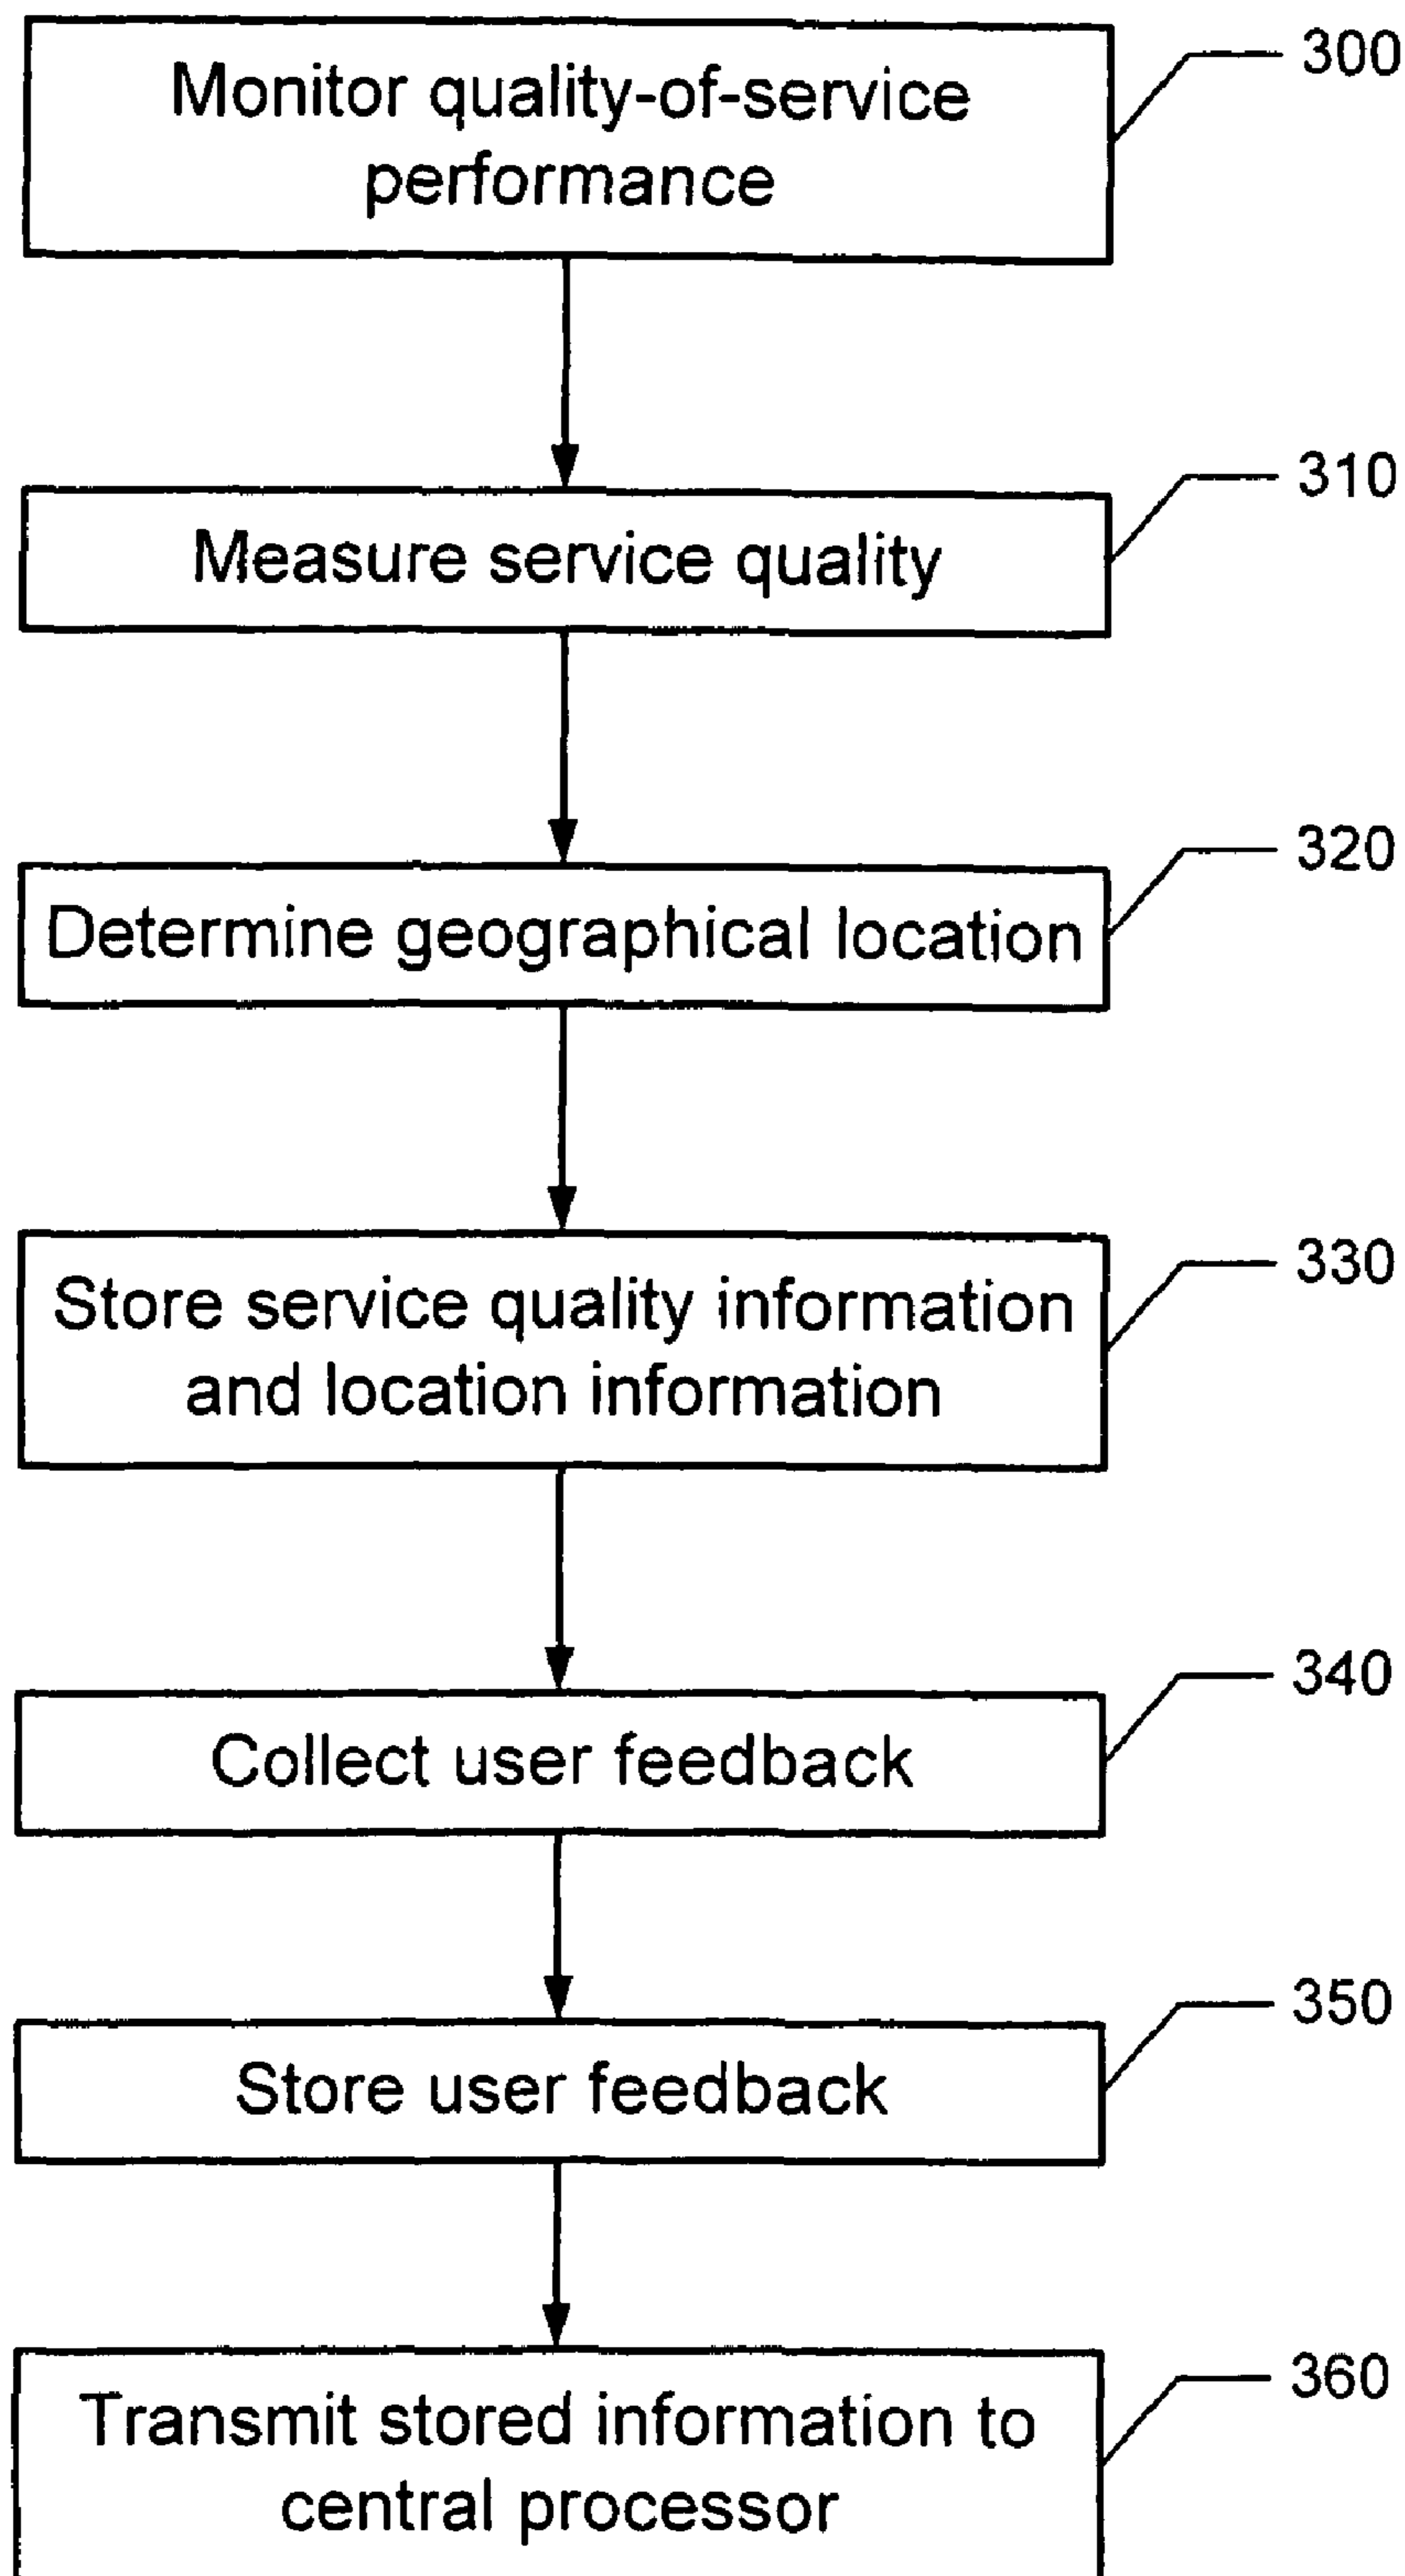 Monitor quality-of-service
performance
300
Measure service quality
310
Determine geographical location
320
Store service quality information
and location information
330
Collect user feedback
340
Store user feedback
350
Transmit stored information to
central processor
360